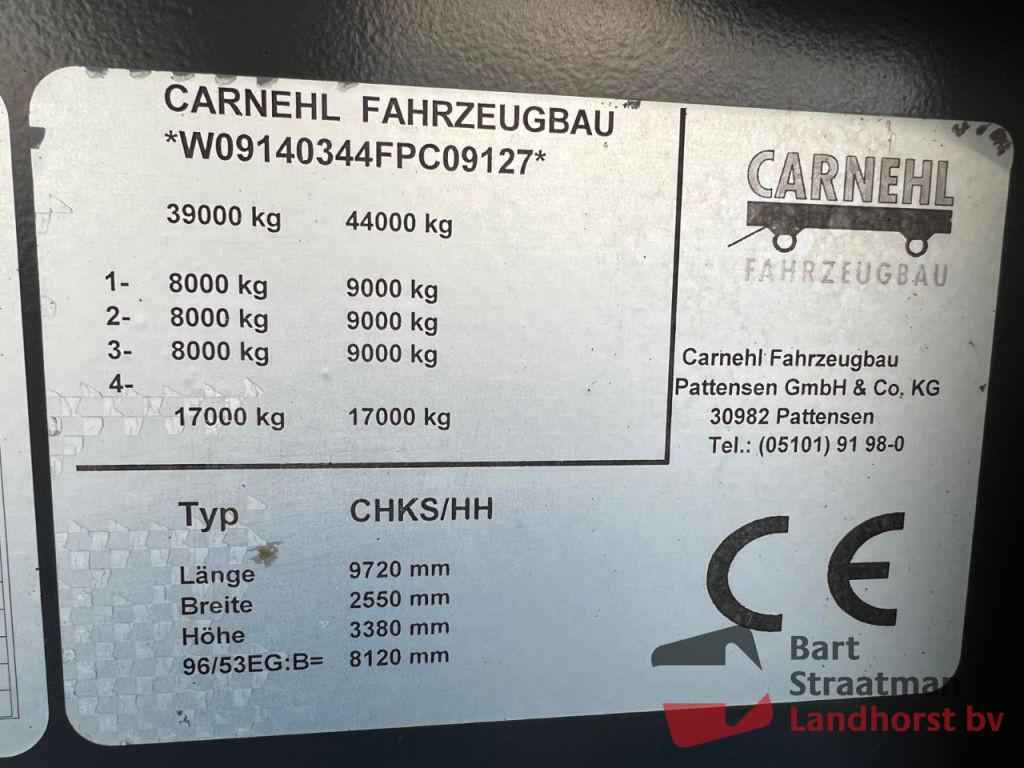 CARNEHL FAHRZEUGBAU
*W09140344FPC09127*
39000 kg 44000 kg
1- 8000 kg 9000 kg
2- 8000 kg 9000 kg
3- 8000 kg 9000 kg
4-
17000 kg 17000 kg
CARNEHL
FAHRZEUGBAU
Carnehl Fahrzeugbau
Pattensen GmbH & Co. KG
30982 Pattensen
Tel.: (05101) 91 98-0
Typ CHKS/HH
Länge 9720 mm
Breite 2550 mm
Höhe 3380 mm
96/53EG:B= 8120 mm
CE
Bart
Straatman
Landhorst bv